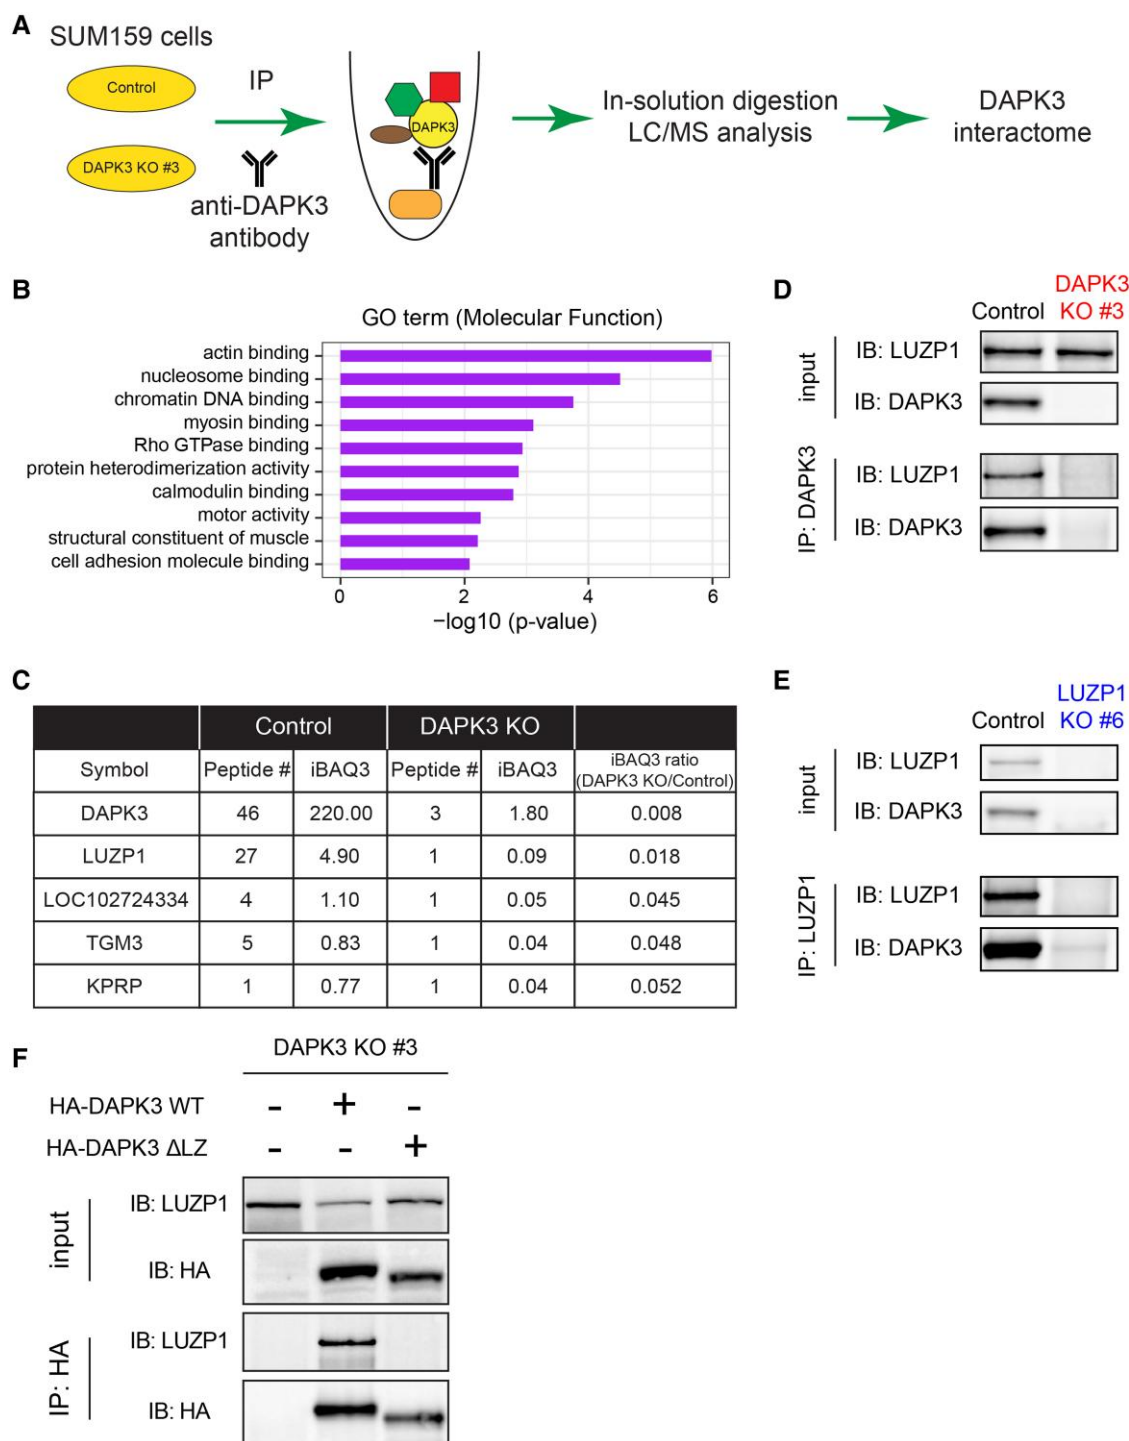 A
SUM159 cells
Control
DAPK3 KO #3
IP
anti-DAPK3
antibody
DAPK3
In-solution digestion
LC/MS analysis
DAPK3
interactome
B
GO term (Molecular Function)
actin binding
nucleosome binding
chromatin DNA binding
myosin binding
Rho GTPase binding
protein heterodimerization activity
calmodulin binding
motor activity
structural constituent of muscle
cell adhesion molecule binding
0 2 4 6
−log10 (p-value)
C
Control DAPK3 KO
Symbol Peptide # iBAQ3 Peptide # iBAQ3 iBAQ3 ratio
(DAPK3 KO/Control)
DAPK3 46 220.00 3 1.80 0.008
LUZP1 27 4.90 1 0.09 0.018
LOC102724334 4 1.10 1 0.05 0.045
TGM3 5 0.83 1 0.04 0.048
KPRP 1 0.77 1 0.04 0.052
D
Control DAPK3
KO #3
input
IB: LUZP1
IB: DAPK3
IP: DAPK3
IB: LUZP1
IB: DAPK3
E
Control LUZP1
KO #6
input
IB: LUZP1
IB: DAPK3
IP: LUZP1
IB: LUZP1
IB: DAPK3
F
DAPK3 KO #3
HA-DAPK3 WT - + -
HA-DAPK3 ΔLZ - - +
input
IB: LUZP1
IB: HA
IP: HA
IB: LUZP1
IB: HA